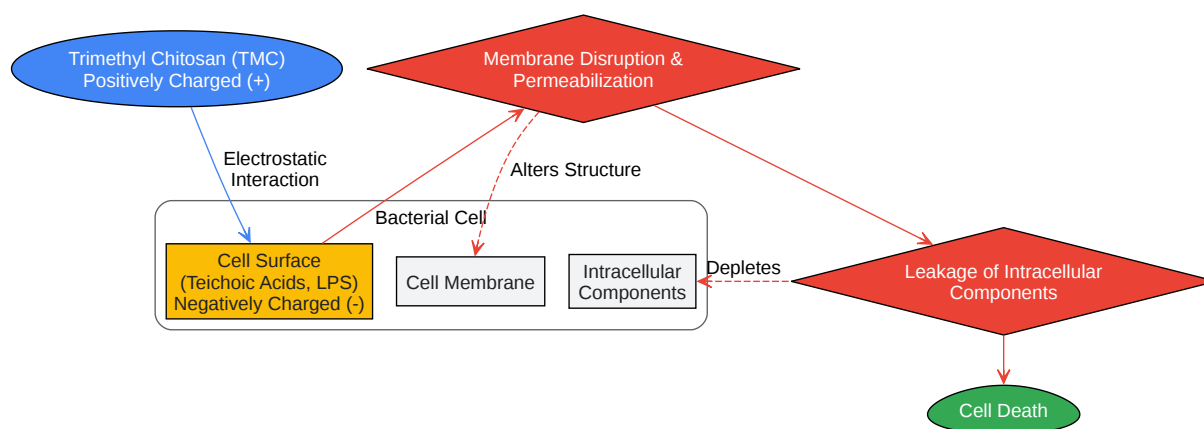 Trimethyl Chitosan (TMC)
Positively Charged (+)
Membrane Disruption &
Permeabilization
Electrostatic
Interaction
Alters Structure
Bacterial Cell
Cell Surface
(Teichoic Acids, LPS)
Negatively Charged (-)
Cell Membrane
Intracellular
Components
Depletes
Leakage of Intracellular
Components
Cell Death